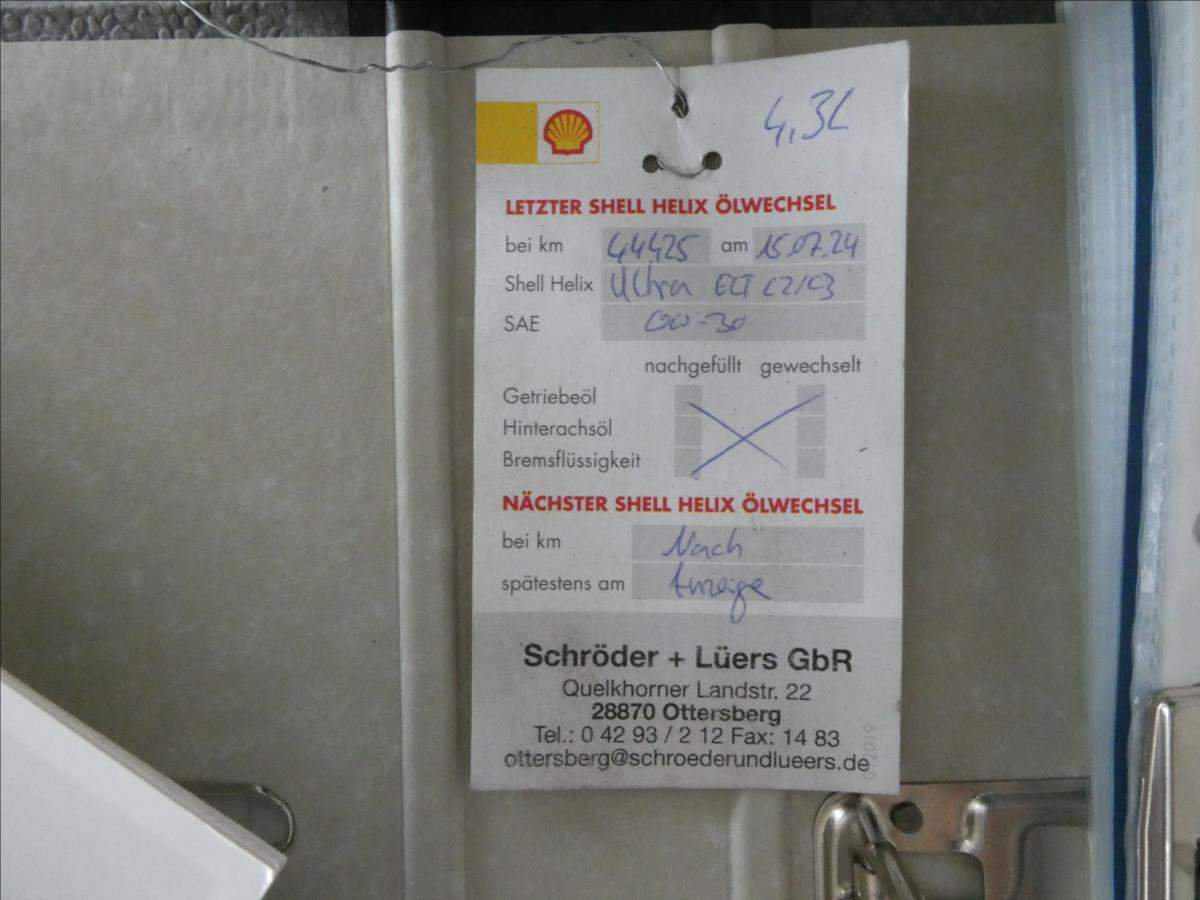 4,3L
LETZTER SHELL HELIX ÖLWECHSEL
bei km 44425 am 15.07.24
Shell Helix Ultra ECT C2/C3
SAE 0W-30
nachgefüllt gewechselt
Getriebeöl
Hinterachsöl
Bremsflüssigkeit
NÄCHSTER SHELL HELIX ÖLWECHSEL
bei km Nach
spätestens am Anzeige
Schröder + Lüers GbR
Quelkhorner Landstr. 22
28870 Ottersberg
Tel.: 0 42 93 / 2 12 Fax: 14 83
ottersberg@schroederundlueers.de